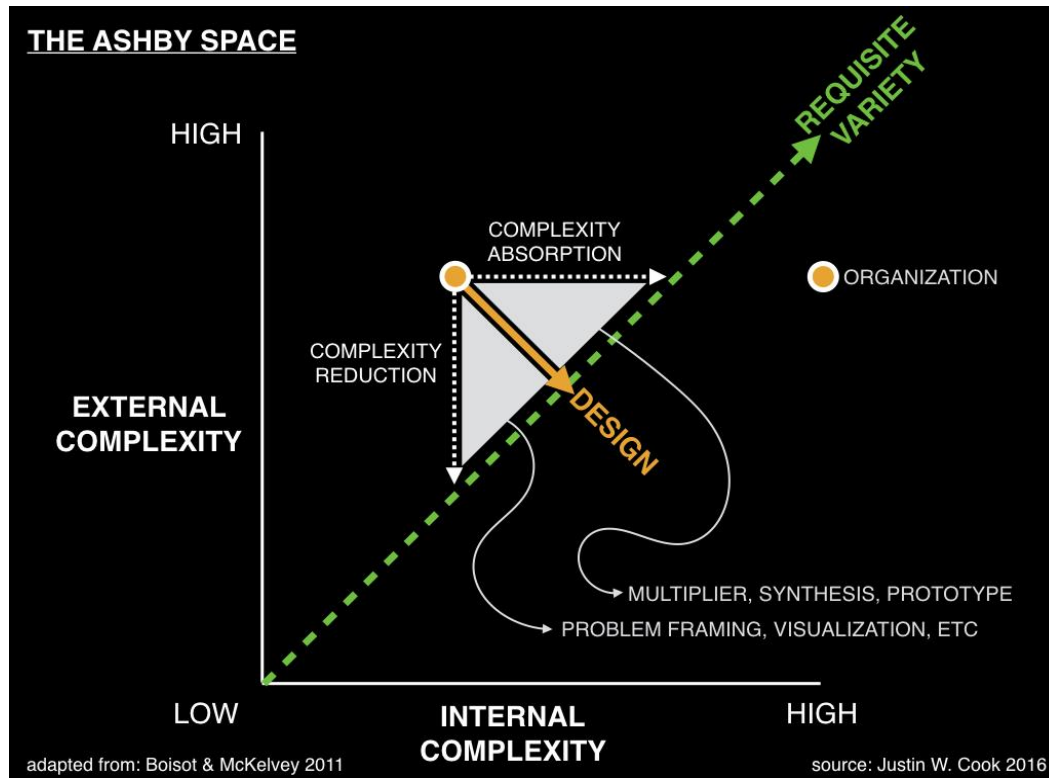 THE ASHBY SPACE
REQUISITE
VARIETY
HIGH
COMPLEXITY
ABSORPTION
ORGANIZATION
COMPLEXITY
REDUCTION
EXTERNAL
COMPLEXITY
DESIGN
MULTIPLIER, SYNTHESIS, PROTOTYPE
PROBLEM FRAMING, VISUALIZATION, ETC
LOW
INTERNAL
COMPLEXITY
HIGH
adapted from: Boisot & McKelvey 2011
source: Justin W. Cook 2016